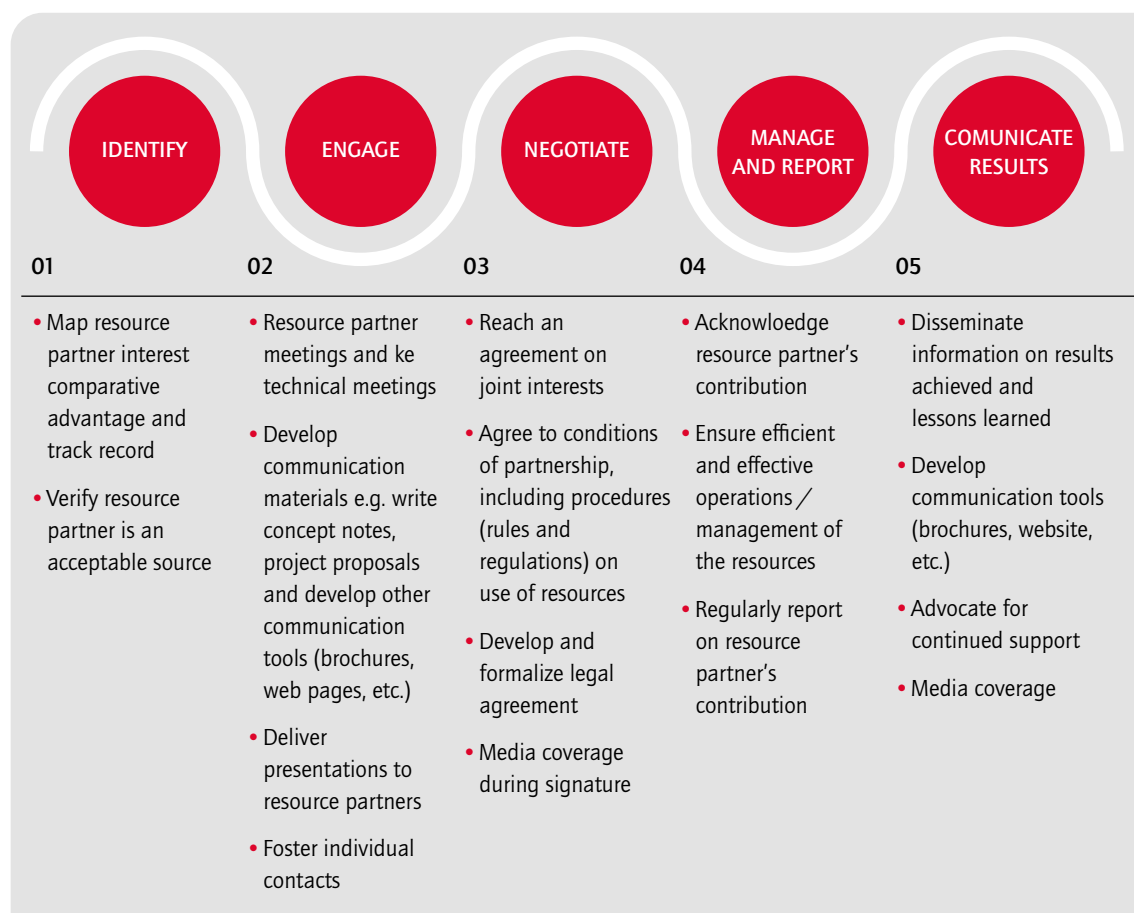 IDENTIFY
ENGAGE
NEGOTIATE
MANAGE
AND REPORT
COMUNICATE
RESULTS
01
02
03
04
05
• Map resource
partner interest
comparative
advantage and
track record
• Verify resource
partner is an
acceptable source
• Resource partner
meetings and ke
technical meetings
• Develop
communication
materials e.g. write
concept notes,
project proposals
and develop other
communication
tools (brochures,
web pages, etc.)
• Deliver
presentations to
resource partners
• Foster individual
contacts
• Reach an
agreement on
joint interests
• Agree to conditions
of partnership,
including procedures
(rules and
regulations) on
use of resources
• Develop and
formalize legal
agreement
• Media coverage
during signature
• Acknowloedge
resource partner's
contribution
• Ensure efficient
and effective
operations /
management of
the resources
• Regularly report
on resource
partner's
contribution
• Disseminate
information on results
achieved and
lessons learned
• Develop
communication tools
(brochures, website,
etc.)
• Advocate for
continued support
• Media coverage